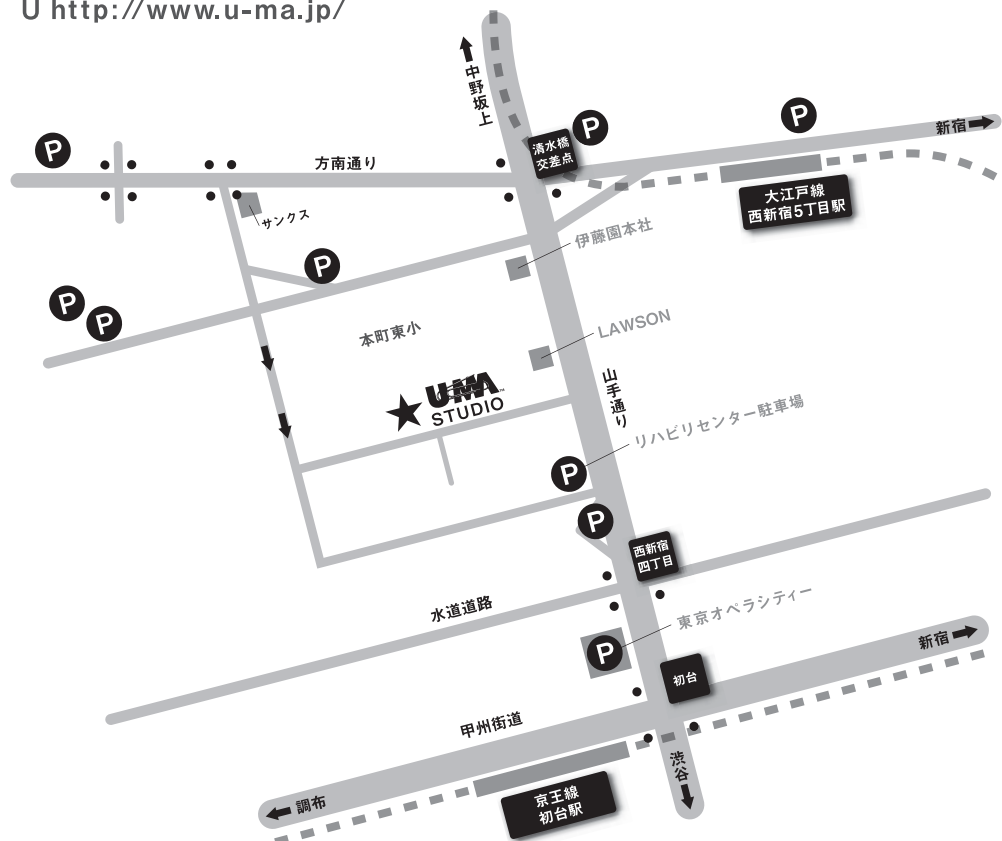 U http://www.u-ma.jp/
中野坂上
P
P
P
新宿
清水橋
交差点
方南通り
大江戸線
西新宿5丁目駅
サンクス
伊藤園本社
P
P
P
本町東小
LAWSON
U-MA™
STUDIO
山手通り
リハビリセンター駐車場
P
P
西新宿
四丁目
水道道路
東京オペラシティー
P
新宿
初台
甲州街道
渋谷
調布
京王線
初台駅